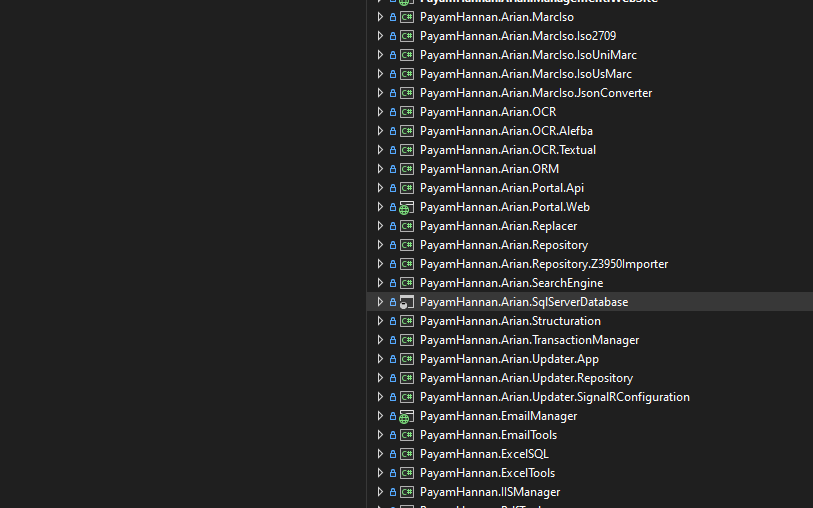 PayamHannan.Arian.Management.WebSite
PayamHannan.Arian.MarcIso
PayamHannan.Arian.MarcIso.Iso2709
PayamHannan.Arian.MarcIso.IsoUniMarc
PayamHannan.Arian.MarcIso.IsoUsMarc
PayamHannan.Arian.MarcIso.JsonConverter
PayamHannan.Arian.OCR
PayamHannan.Arian.OCR.Alefba
PayamHannan.Arian.OCR.Textual
PayamHannan.Arian.ORM
PayamHannan.Arian.Portal.Api
PayamHannan.Arian.Portal.Web
PayamHannan.Arian.Replacer
PayamHannan.Arian.Repository
PayamHannan.Arian.Repository.Z3950Importer
PayamHannan.Arian.SearchEngine
PayamHannan.Arian.SqlServerDatabase
PayamHannan.Arian.Structuration
PayamHannan.Arian.TransactionManager
PayamHannan.Arian.Updater.App
PayamHannan.Arian.Updater.Repository
PayamHannan.Arian.Updater.SignalRConfiguration
PayamHannan.EmailManager
PayamHannan.EmailTools
PayamHannan.ExcelSQL
PayamHannan.ExcelTools
PayamHannan.IISManager